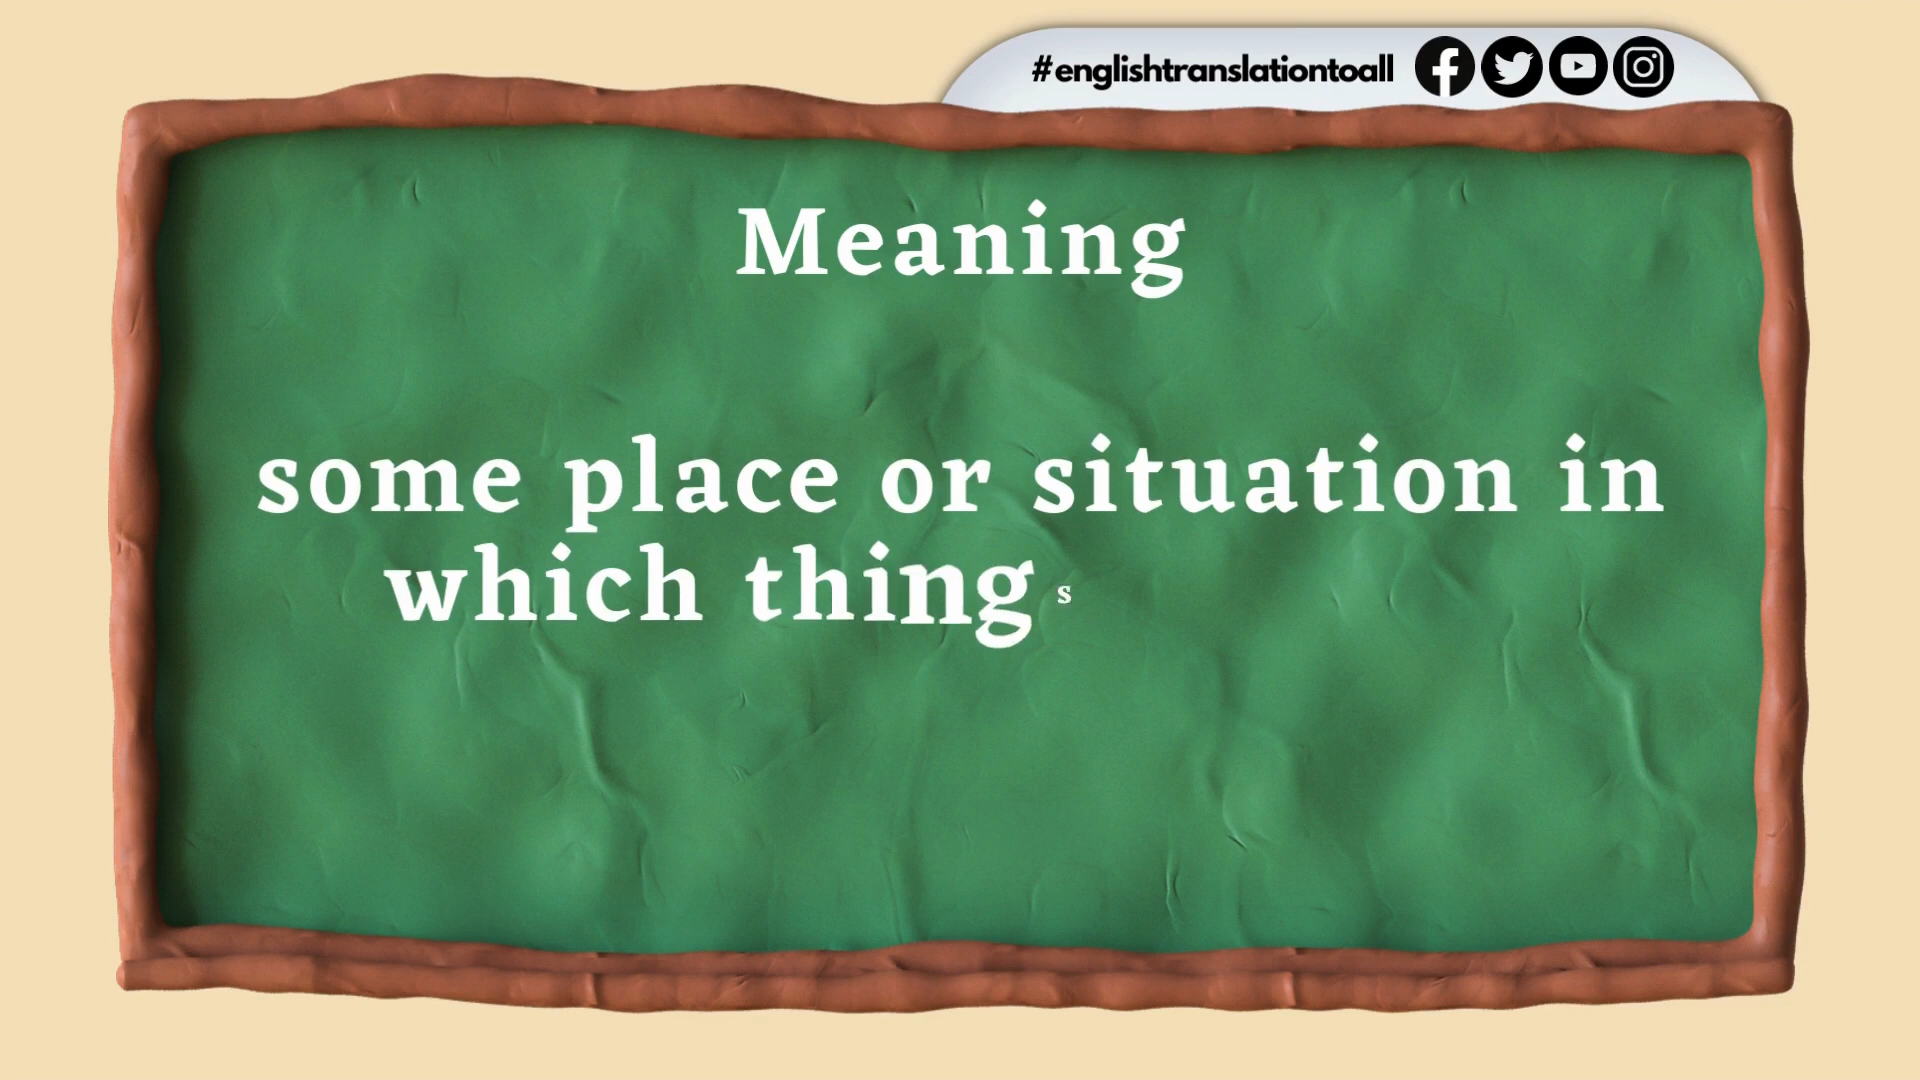 #englishtranslationtoall
Meaning
some place or situation in
which things